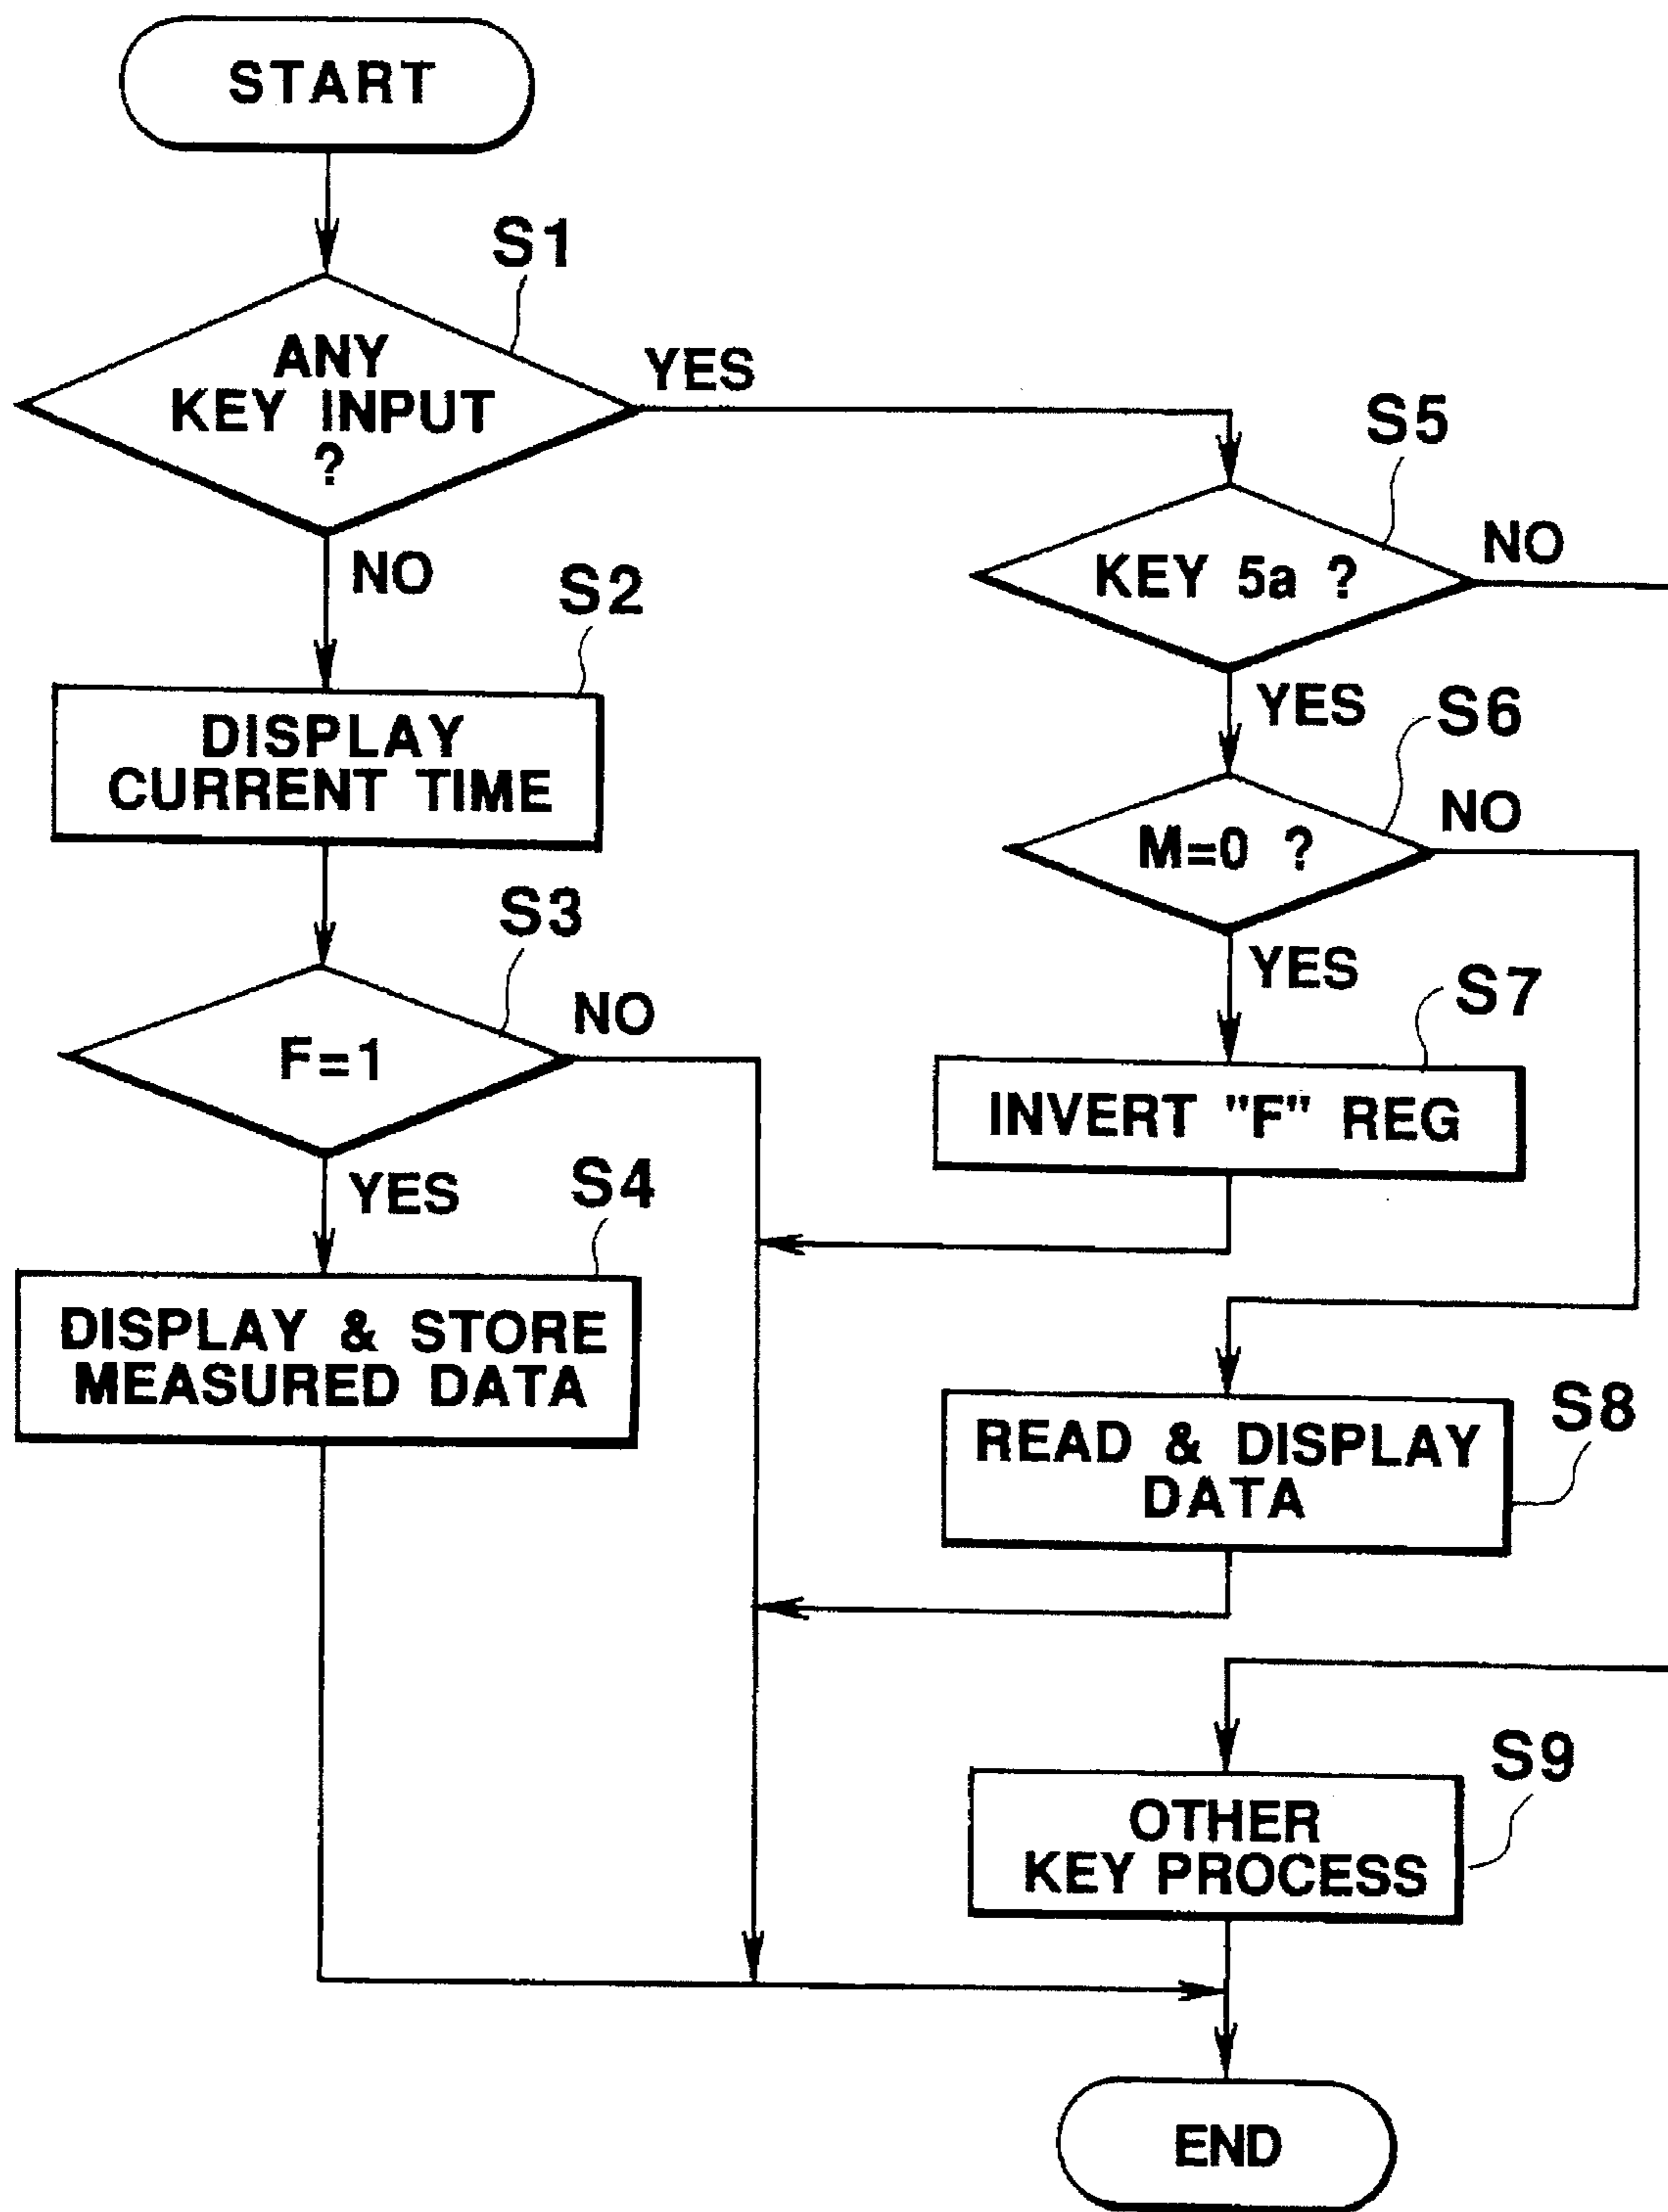 START
S1
ANY
KEY INPUT
?
YES
NO
S2
DISPLAY
CURRENT TIME
S3
F=1
NO
YES
S4
DISPLAY & STORE
MEASURED DATA
S5
KEY 5a ?
NO
YES
S6
M=0 ?
NO
YES
S7
INVERT "F" REG
S8
READ & DISPLAY
DATA
S9
OTHER
KEY PROCESS
END